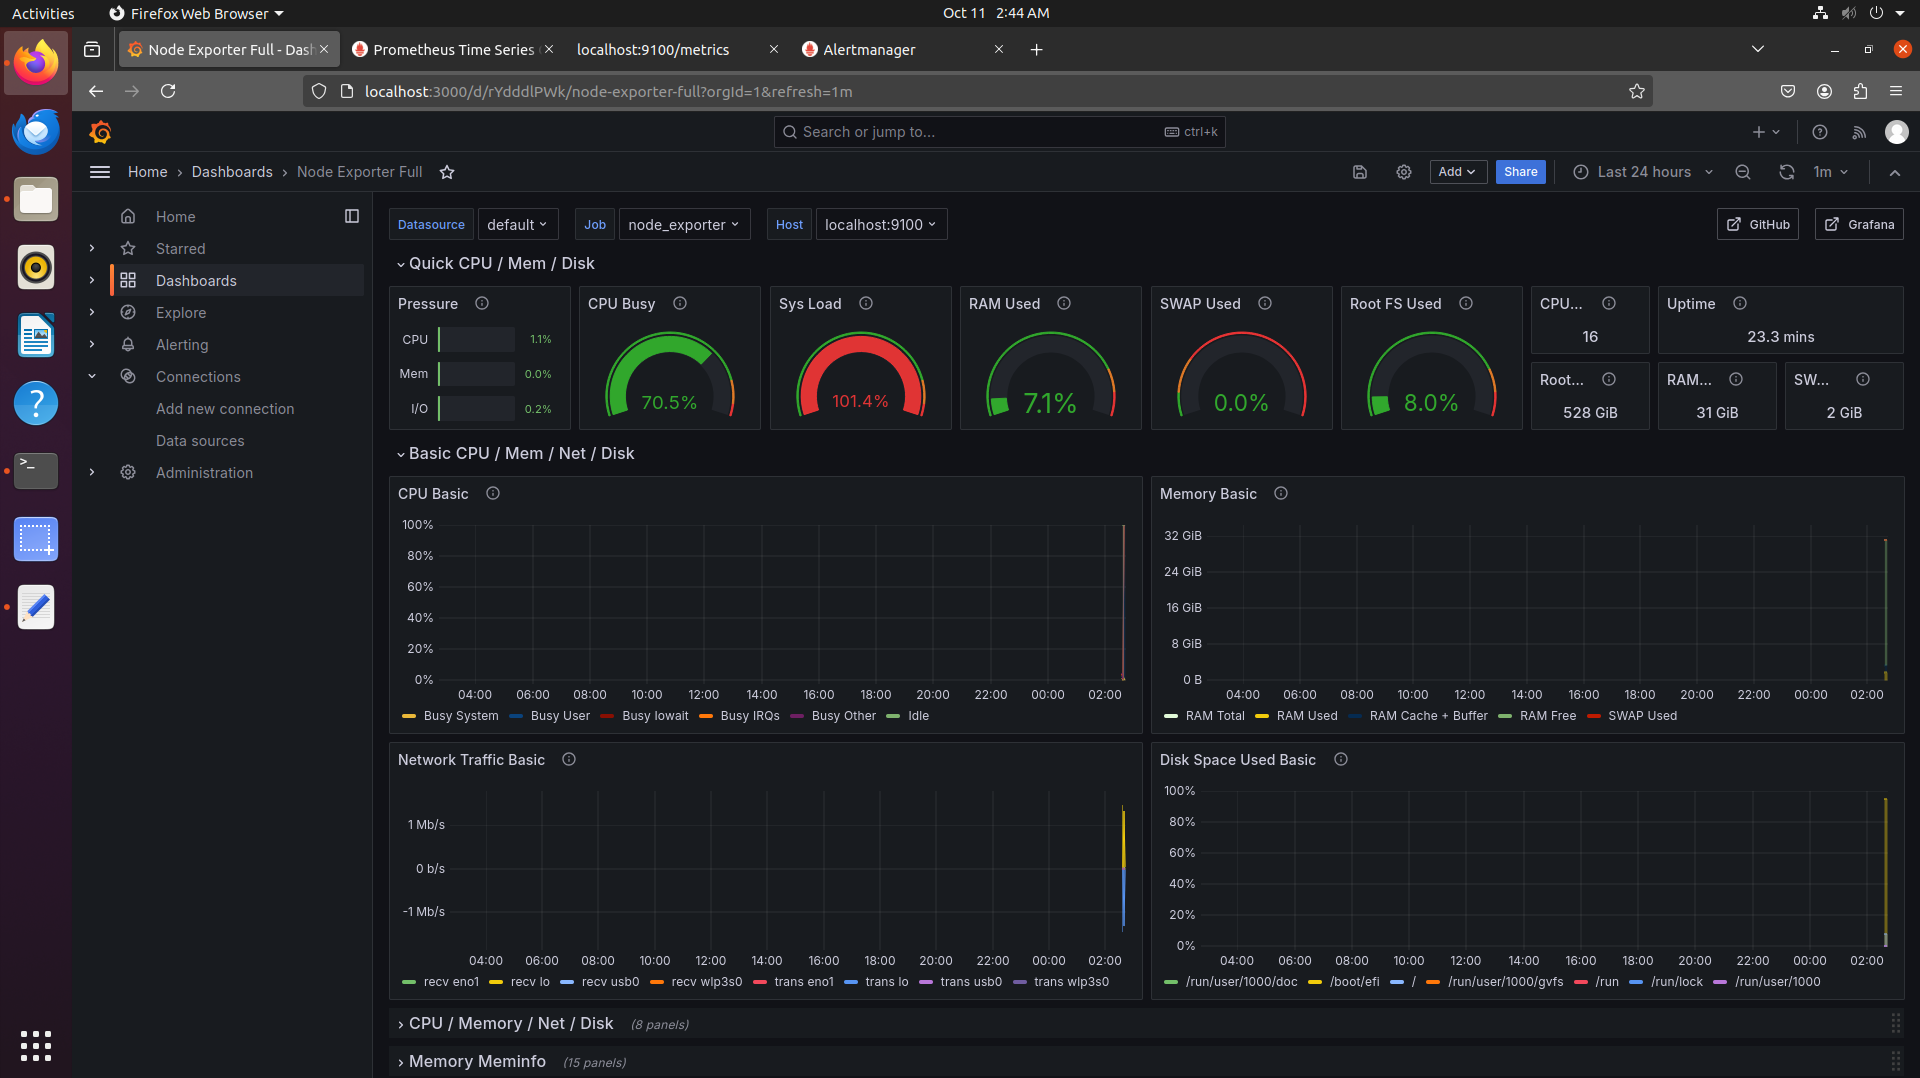 Activities Firefox Web Browser Oct 11 2:44 AM
Node Exporter Full - Dash Prometheus Time Series localhost:9100/metrics Alertmanager
localhost:3000/d/rYdddlPWk/node-exporter-full?orgId=1&refresh=1m
Search or jump to... ctrl+k
Home › Dashboards › Node Exporter Full Add Share Last 24 hours 1m
Home
Starred
Dashboards
Explore
Alerting
Connections
Add new connection
Data sources
Administration
Datasource default Job node_exporter Host localhost:9100 GitHub Grafana
Quick CPU / Mem / Disk
Pressure
CPU 1.1%
Mem 0.0%
I/O 0.2%
CPU Busy
70.5%
Sys Load
101.4%
RAM Used
7.1%
SWAP Used
0.0%
Root FS Used
8.0%
CPU...
16
Uptime
23.3 mins
Root...
528 GiB
RAM...
31 GiB
SW...
2 GiB
Basic CPU / Mem / Net / Disk
CPU Basic
100%
80%
60%
40%
20%
0%
04:00 06:00 08:00 10:00 12:00 14:00 16:00 18:00 20:00 22:00 00:00 02:00
Busy System Busy User Busy Iowait Busy IRQs Busy Other Idle
Memory Basic
32 GiB
24 GiB
16 GiB
8 GiB
0 B
04:00 06:00 08:00 10:00 12:00 14:00 16:00 18:00 20:00 22:00 00:00 02:00
RAM Total RAM Used RAM Cache + Buffer RAM Free SWAP Used
Network Traffic Basic
1 Mb/s
0 b/s
-1 Mb/s
04:00 06:00 08:00 10:00 12:00 14:00 16:00 18:00 20:00 22:00 00:00 02:00
recv eno1 recv lo recv usb0 recv wlp3s0 trans eno1 trans lo trans usb0 trans wlp3s0
Disk Space Used Basic
100%
80%
60%
40%
20%
0%
04:00 06:00 08:00 10:00 12:00 14:00 16:00 18:00 20:00 22:00 00:00 02:00
/run/user/1000/doc /boot/efi / /run/user/1000/gvfs /run /run/lock /run/user/1000
CPU / Memory / Net / Disk (8 panels)
Memory Meminfo (15 panels)